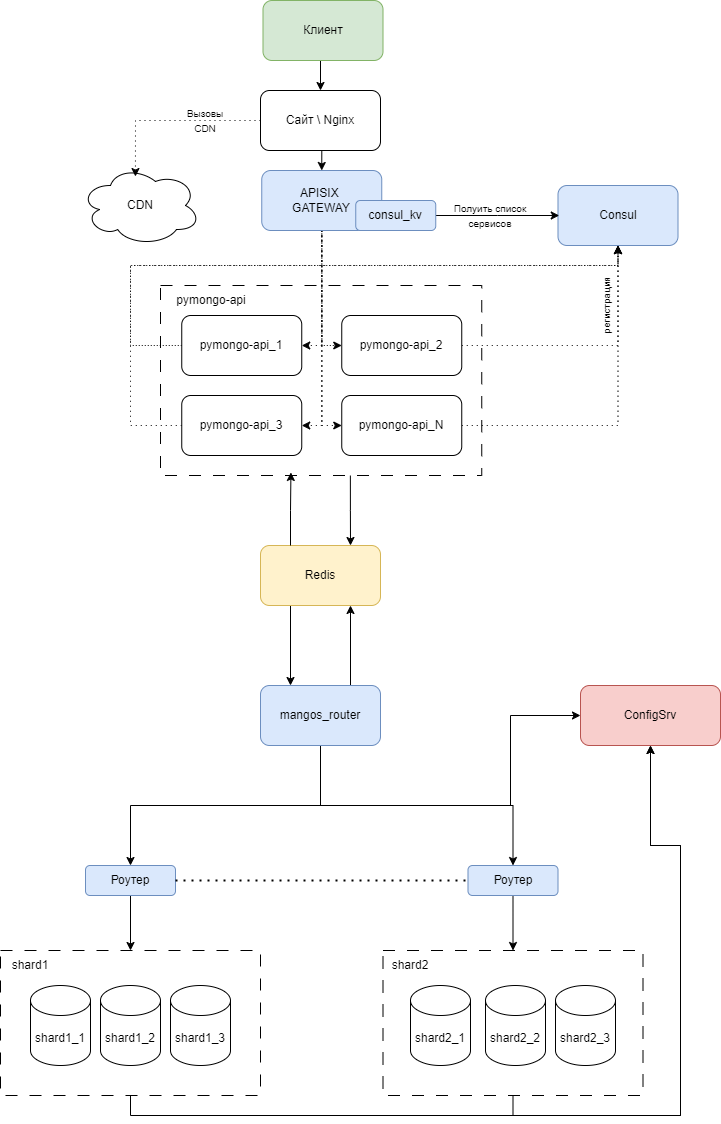 Клиент
Сайт \ Nginx
Вызовы
CDN
CDN
APISIX
GATEWAY
consul_kv
Полуить список
сервисов
Consul
регистрация
pymongo-api
pymongo-api_1
pymongo-api_2
pymongo-api_3
pymongo-api_N
Redis
mangos_router
ConfigSrv
Роутер
Роутер
shard1
shard1_1
shard1_2
shard1_3
shard2
shard2_1
shard2_2
shard2_3